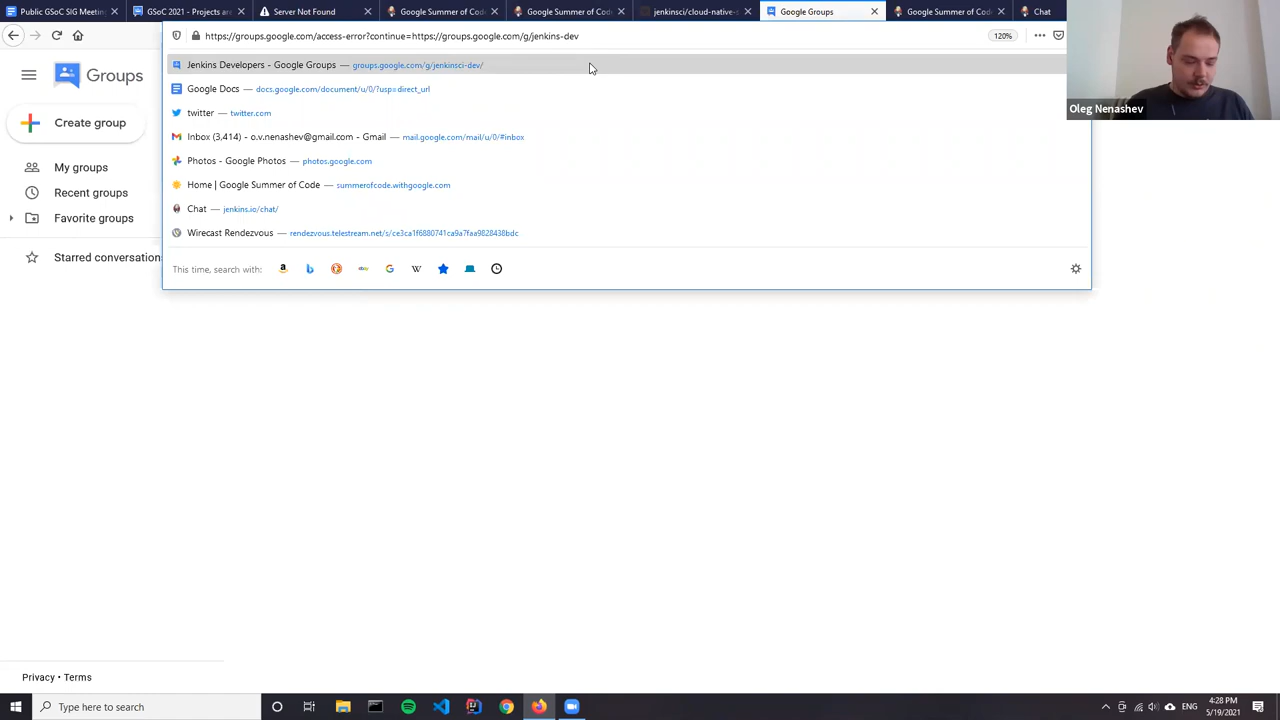 Public GSoC SIG Meeting
GSoC 2021 - Projects are
Server Not Found
Google Summer of Code
Google Summer of Code
jenkinsci/cloud-native-
Google Groups
Google Summer of Code
Chat
https://groups.google.com/access-error?continue=https://groups.google.com/g/jenkins-dev
120%
Groups
Create group
My groups
Recent groups
Favorite groups
Starred conversation
Jenkins Developers - Google Groups — groups.google.com/g/jenkinsci-dev/
Google Docs — docs.google.com/document/u/0/?usp=direct_url
twitter — twitter.com
Inbox (3,414) - o.v.nenashev@gmail.com - Gmail — mail.google.com/mail/u/0/#inbox
Photos - Google Photos — photos.google.com
Home | Google Summer of Code — summerofcode.withgoogle.com
Chat — jenkins.io/chat/
Wirecast Rendezvous — rendezvous.telestream.net/s/ce3ca1f6880741ca9a7faa9828438bdc
This time, search with:
Oleg Nenashev
Privacy • Terms
Type here to search
ENG
4:28 PM
5/19/2021